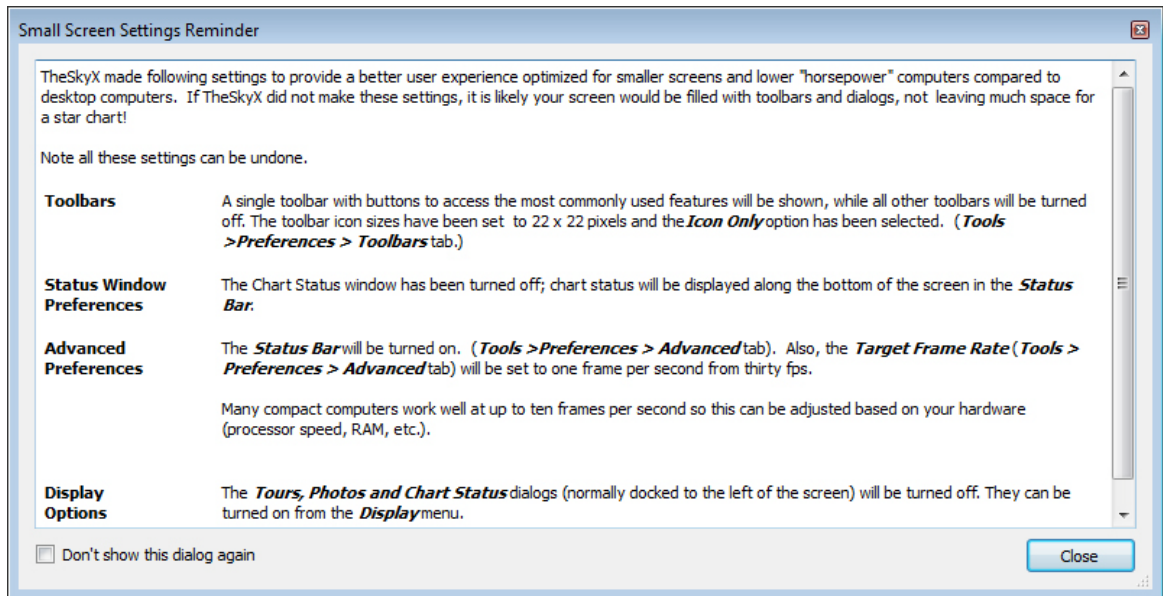 Small Screen Settings Reminder
TheSkyX made following settings to provide a better user experience optimized for smaller screens and lower "horsepower" computers compared to
desktop computers. If TheSkyX did not make these settings, it is likely your screen would be filled with toolbars and dialogs, not leaving much space for
a star chart!
Note all these settings can be undone.
Toolbars
A single toolbar with buttons to access the most commonly used features will be shown, while all other toolbars will be turned
off. The toolbar icon sizes have been set to 22 x 22 pixels and the Icon Only option has been selected. (Tools
>Preferences > Toolbars tab.)
Status Window
Preferences
The Chart Status window has been turned off; chart status will be displayed along the bottom of the screen in the Status
Bar.
Advanced
Preferences
The Status Bar will be turned on. (Tools >Preferences > Advanced tab). Also, the Target Frame Rate (Tools >
Preferences > Advanced tab) will be set to one frame per second from thirty fps.
Many compact computers work well at up to ten frames per second so this can be adjusted based on your hardware
(processor speed, RAM, etc.).
Display
Options
The Tours, Photos and Chart Status dialogs (normally docked to the left of the screen) will be turned off. They can be
turned on from the Display menu.
Don't show this dialog again
Close